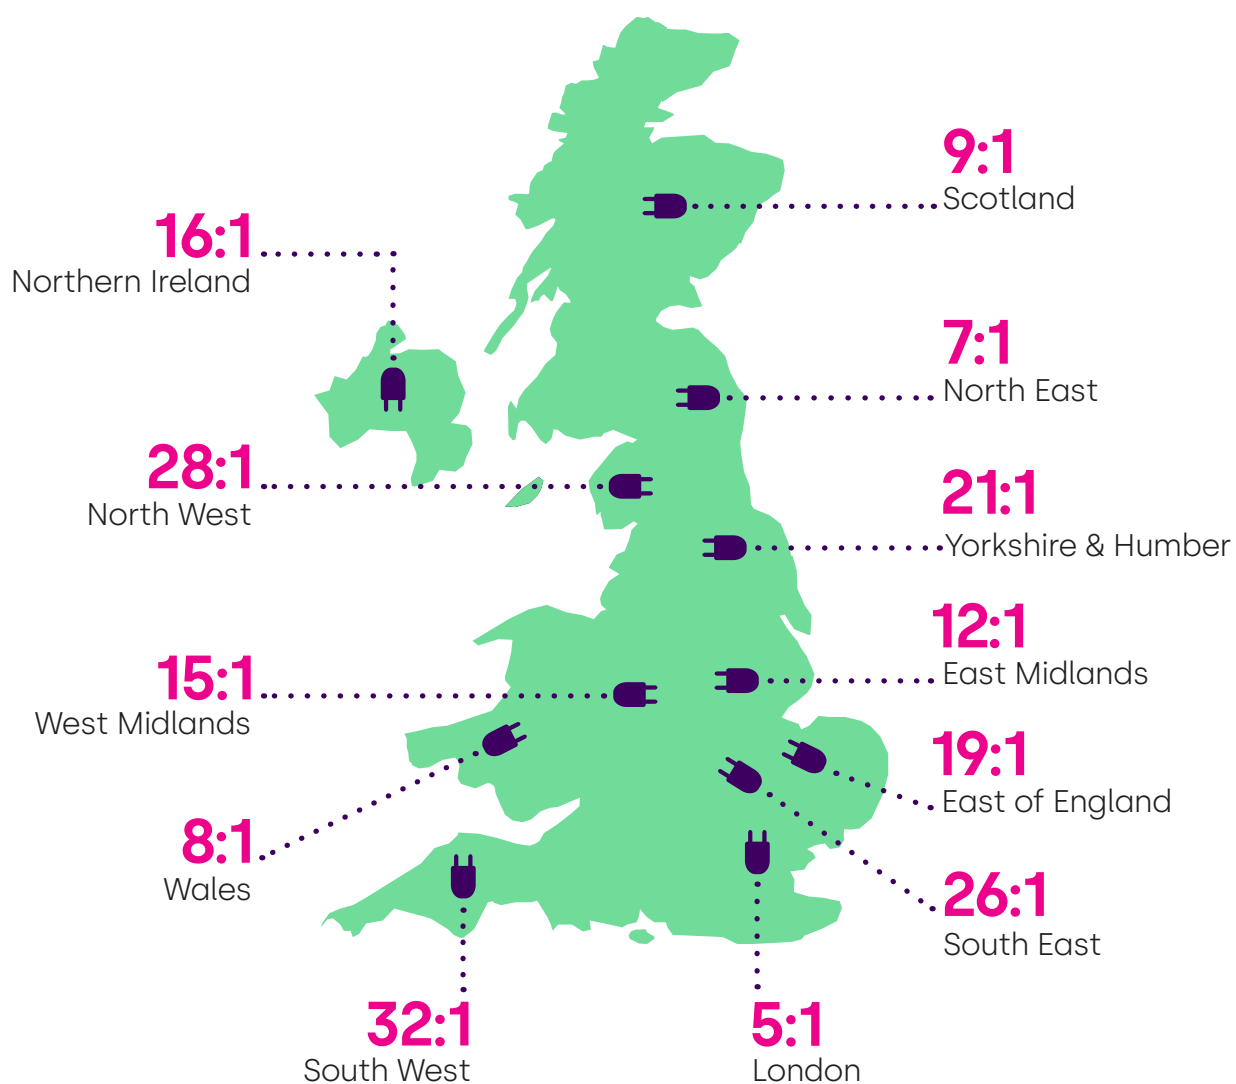 9:1
Scotland
16:1
Northern Ireland
7:1
North East
28:1
North West
21:1
Yorkshire & Humber
12:1
East Midlands
15:1
West Midlands
19:1
East of England
8:1
Wales
26:1
South East
32:1
South West
5:1
London